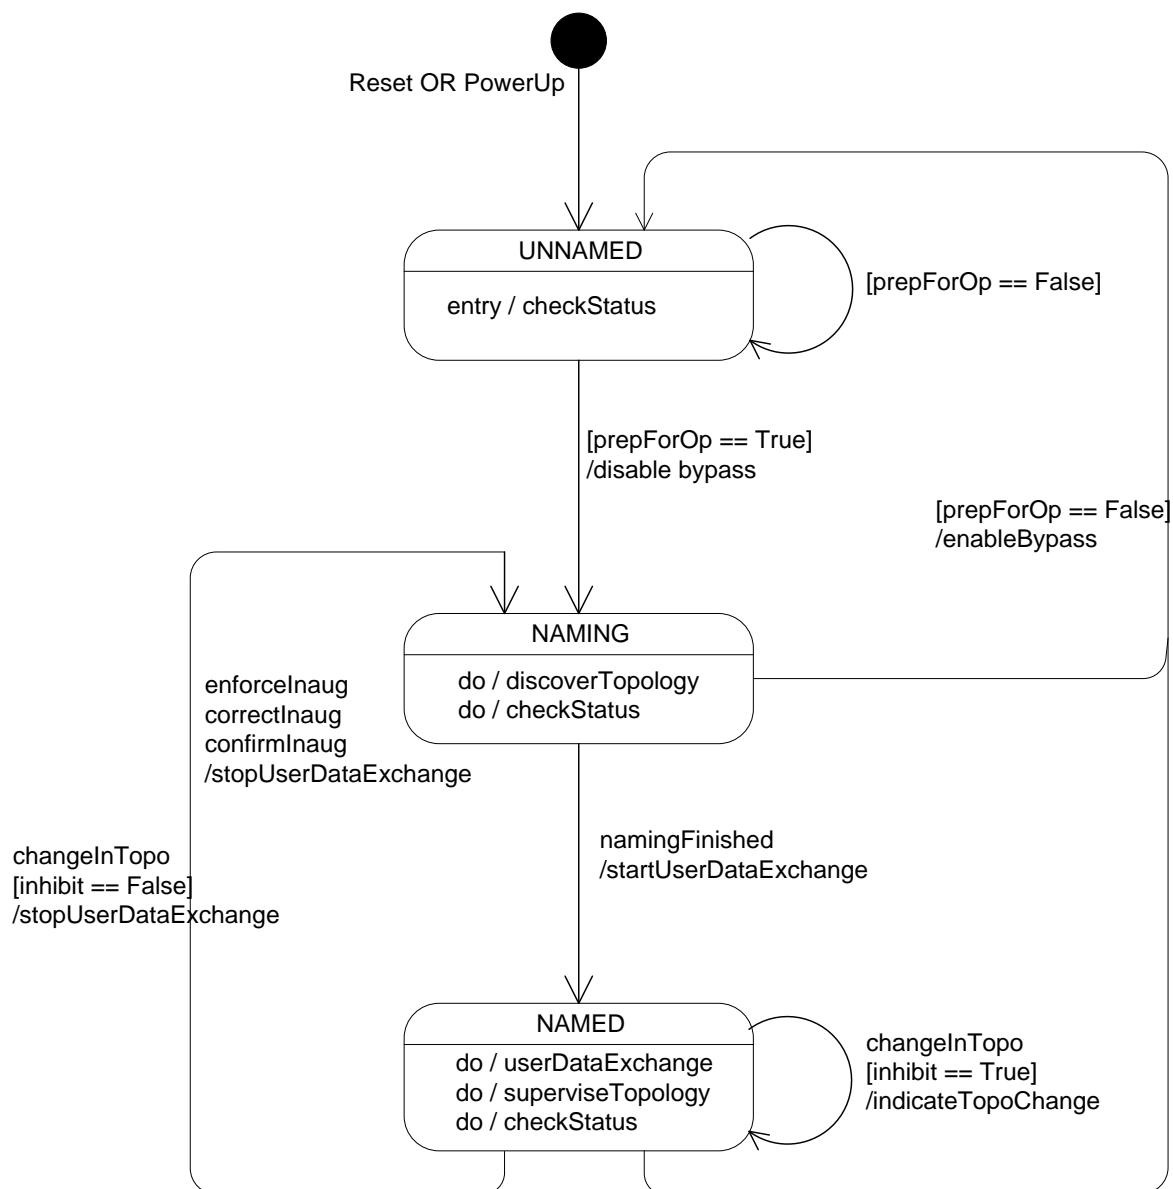 Reset OR PowerUp
UNNAMED
entry / checkStatus
[prepForOp == False]
[prepForOp == True]
/disable bypass
[prepForOp == False]
/enableBypass
NAMING
do / discoverTopology
do / checkStatus
enforceInaug
correctInaug
confirmInaug
/stopUserDataExchange
namingFinished
/startUserDataExchange
changeInTopo
[inhibit == False]
/stopUserDataExchange
NAMED
do / userDataExchange
do / superviseTopology
do / checkStatus
changeInTopo
[inhibit == True]
/indicateTopoChange